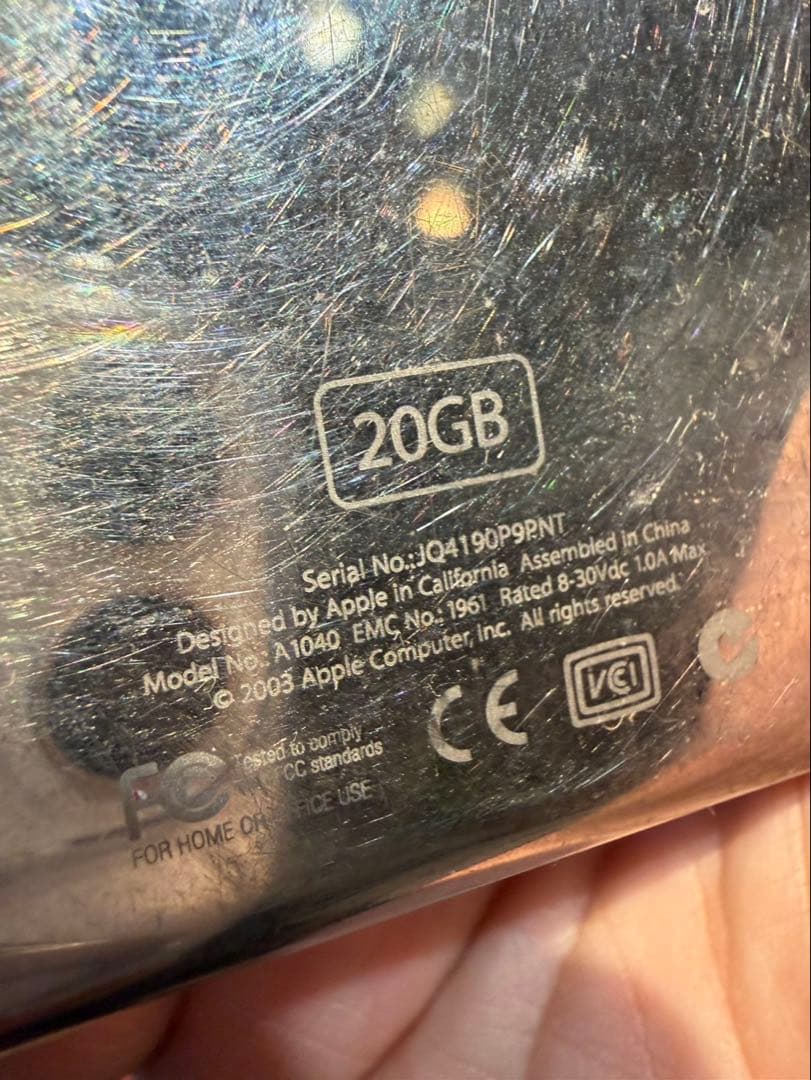 20GB
Serial No.:JQ4190P9PNT
Designed by Apple in California Assembled in China
Model No.: A1040 EMC No.: 1961 Rated 8-30Vdc 1.0A Max
© 2003 Apple Computer, Inc. All rights reserved.
FC Tested to comply
CC standards
CE VCI C
FOR HOME OR USE